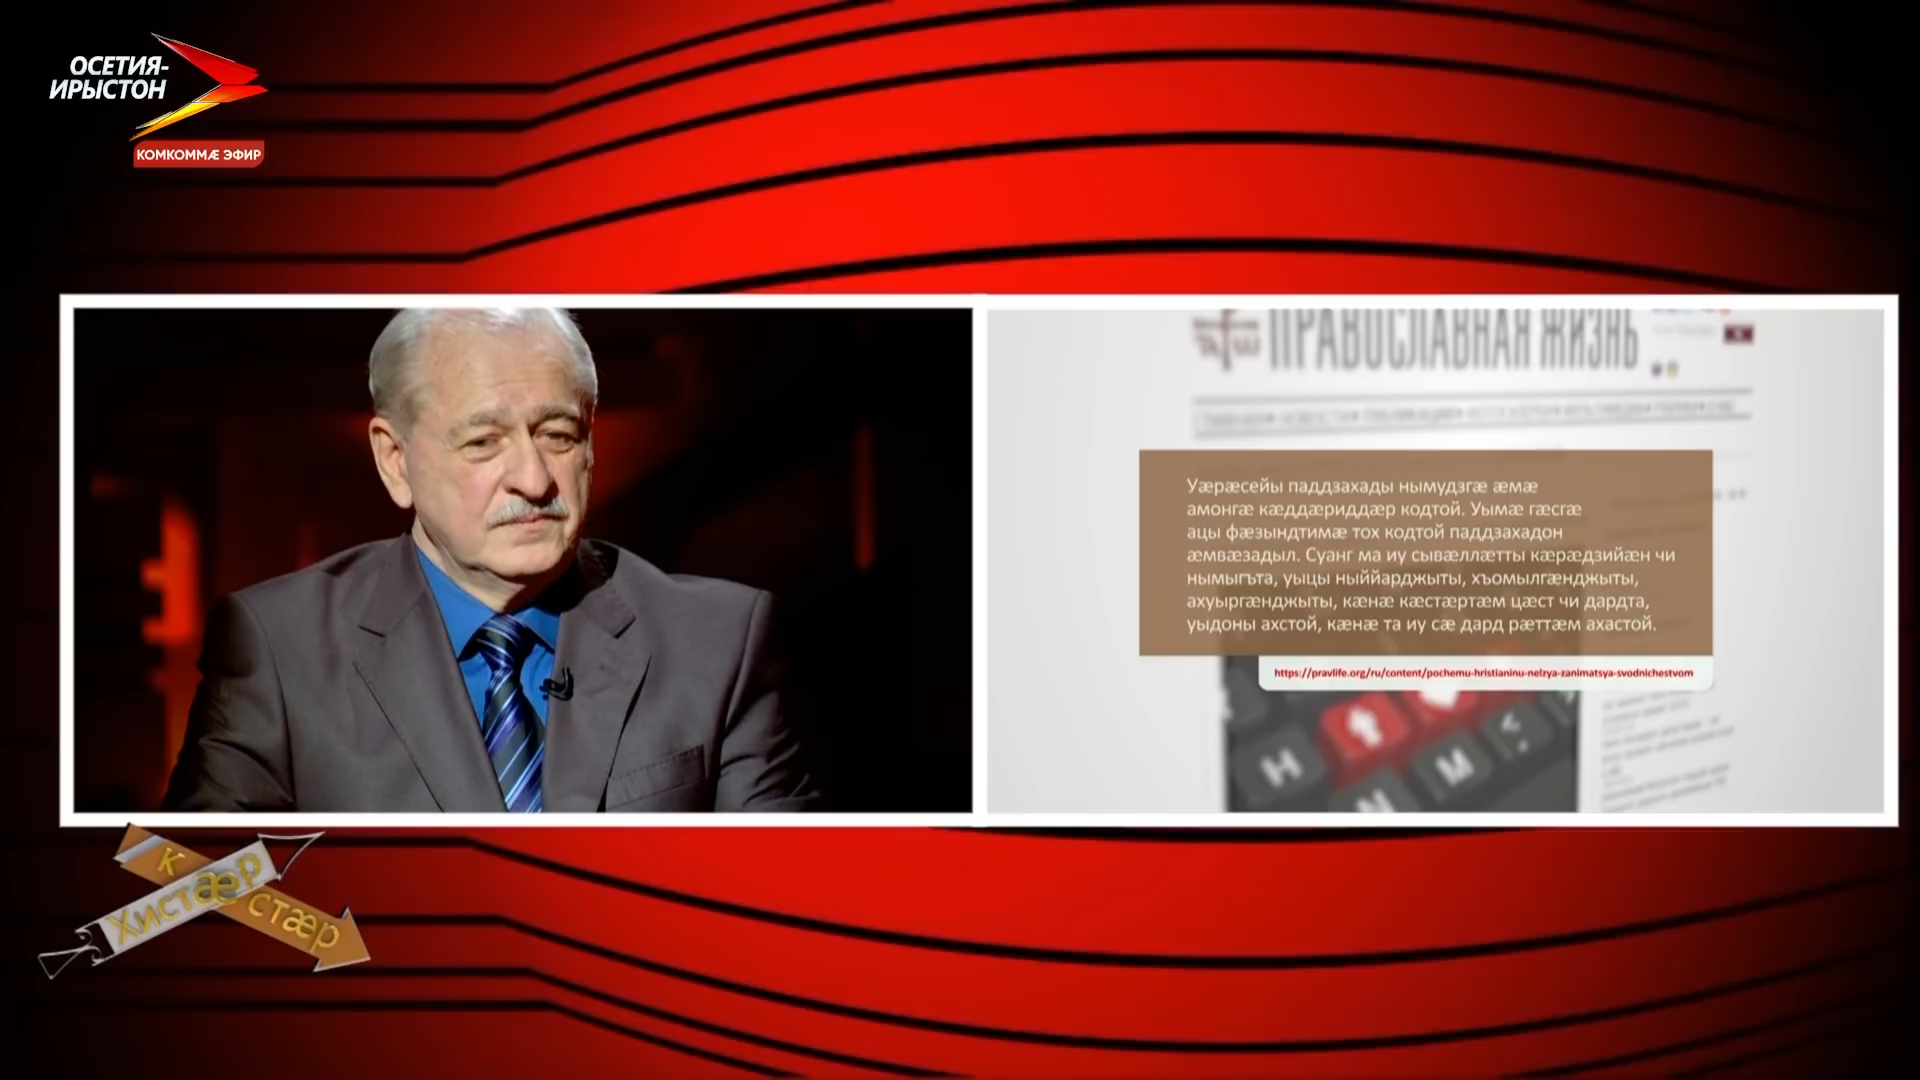 ОСЕТИЯ-
ИРЫСТОН
КОМКОММÆ ЭФИР
ПРАВОСЛАВНАЯ ЖИЗНЬ
Уæрæсейы паддзахады нымудзгæ æмæ
амонгæ кæддæриддæр кодтой. Уымæ гæсгæ
ацы фæзындтимæ тох кодтой паддзахадон
æмвæзадыл. Суанг ма иу сывæллæтты кæрæдзийæн чи
нымыгъта, уыцы ныййарджыты, хъомылгæнджыты,
ахуыргæнджыты, кæнæ кæстæртæм цæст чи дардта,
уыдоны ахстой, кæнæ та иу сæ дард рæттæм ахастой.
https://pravlife.org/ru/content/pochemu-hristianinu-nelzya-zanimatsya-svodnichestvom
Н
М
Хистæр
К
стæр